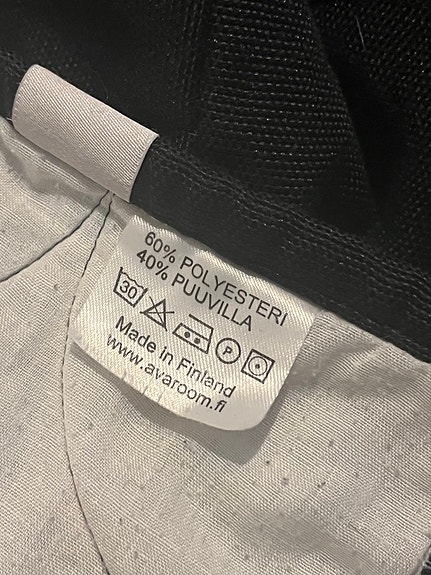 60% POLYESTERI
40% PUUVILLA
30 P
Made in Finland
www.avaroom.fi